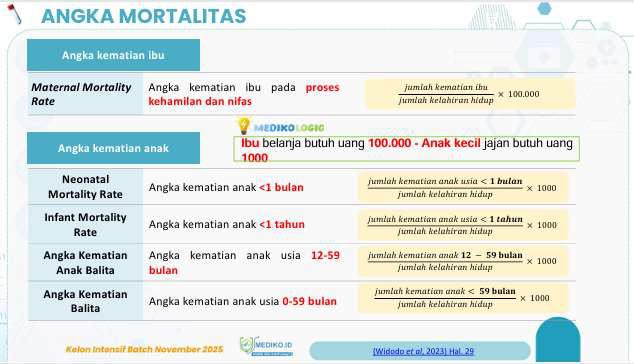 ANGKA MORTALITAS
Angka kematian ibu
Maternal Mortality
Rate
Angka kematian ibu pada proses
kehamilan dan nifas
jumlah kematian ibu
jumlah kelahiran hidup
× 100.000
MEDIKOLOGIC
Angka kematian anak
Ibu belanja butuh uang 100.000 - Anak kecil jajan butuh uang
1000
Neonatal
Mortality Rate
Angka kematian anak <1 bulan
jumlah kematian anak usia < 1 bulan
jumlah kelahiran hidup
× 1000
Infant Mortality
Rate
Angka kematian anak <1 tahun
jumlah kematian anak usia < 1 tahun
jumlah kelahiran hidup
× 1000
Angka Kematian
Anak Balita
Angka kematian anak usia 12-59
bulan
jumlah kematian anak 12 − 59 bulan
jumlah kelahiran hidup
× 1000
Angka Kematian
Balita
Angka kematian anak usia 0-59 bulan
jumlah kematian anak < 59 bulan
jumlah kelahiran hidup
× 1000
Kelon Intensif Batch November 2025
MEDIKO.ID
(Widodo et al, 2023) Hal. 29